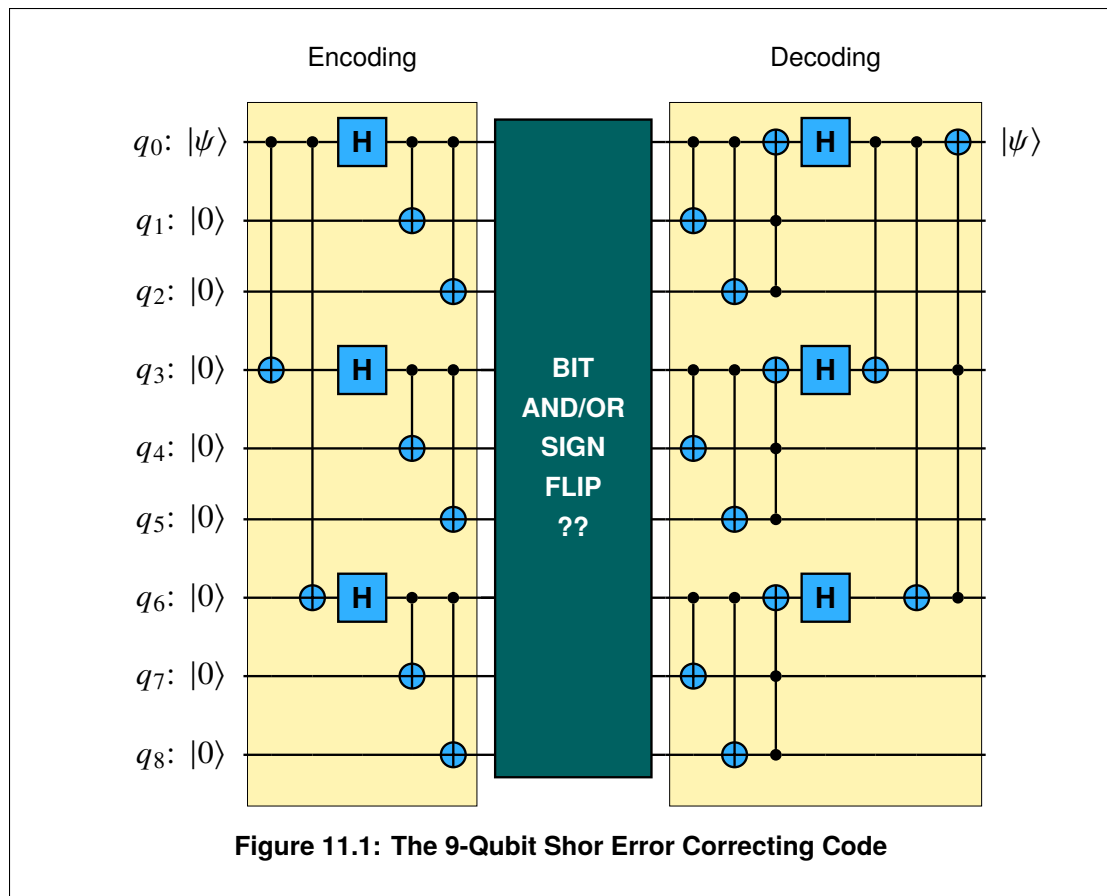 Encoding Decoding
q₀: |ψ⟩ H H |ψ⟩
q₁: |0⟩
q₂: |0⟩
q₃: |0⟩ H H
q₄: |0⟩
q₅: |0⟩
q₆: |0⟩ H H
q₇: |0⟩
q₈: |0⟩
BIT
AND/OR
SIGN
FLIP
??
Figure 11.1: The 9-Qubit Shor Error Correcting Code